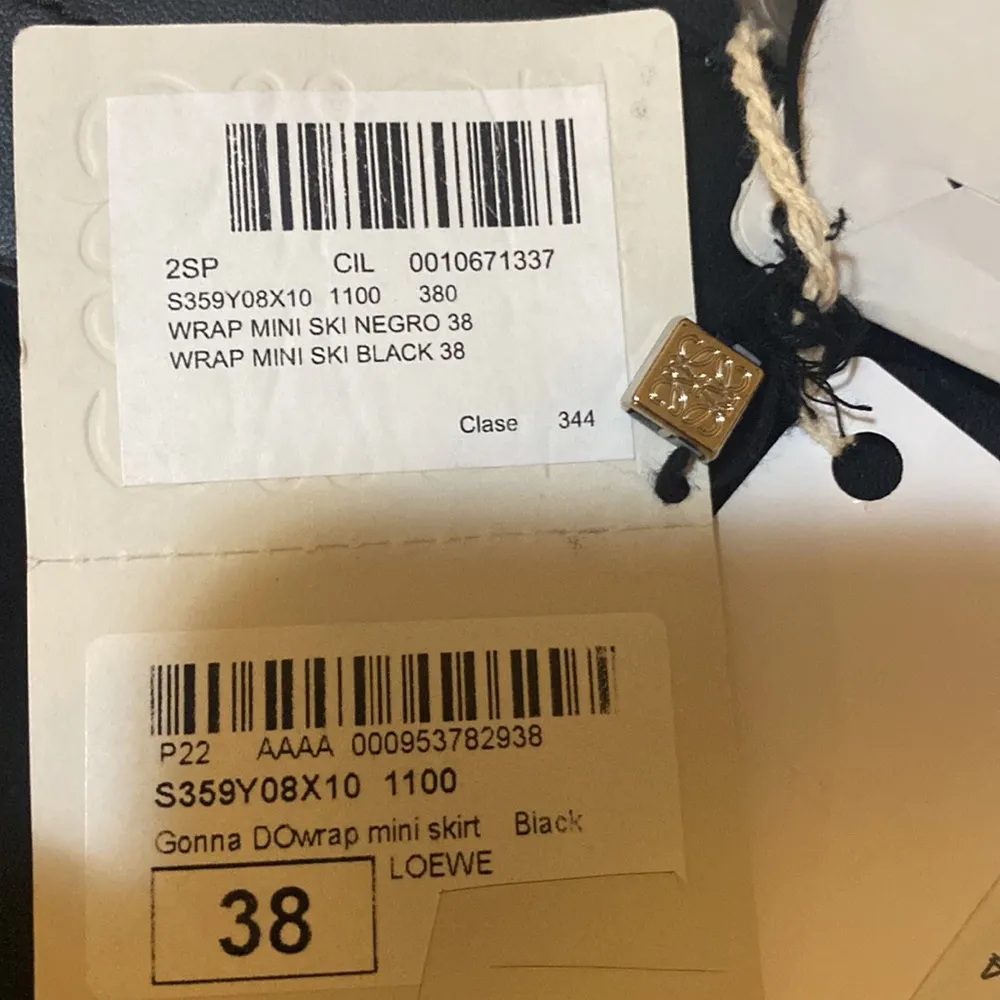 2SP CIL 0010671337
S359Y08X10 1100 380
WRAP MINI SKI NEGRO 38
WRAP MINI SKI BLACK 38
Clase 344
P22 AAAA 000953782938
S359Y08X10 1100
Gonna DOwrap mini skirt Black
LOEWE
38